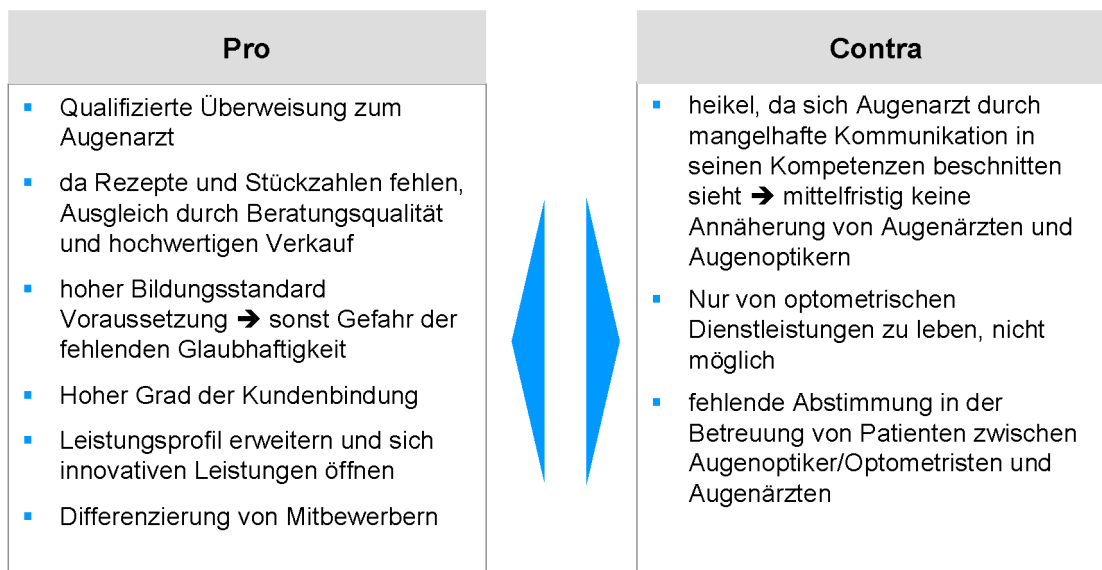 Pro
▪ Qualifizierte Überweisung zum
Augenarzt
▪ da Rezepte und Stückzahlen fehlen,
Ausgleich durch Beratungsqualität
und hochwertigen Verkauf
▪ hoher Bildungsstandard
Voraussetzung ➔ sonst Gefahr der
fehlenden Glaubhaftigkeit
▪ Hoher Grad der Kundenbindung
▪ Leistungsprofil erweitern und sich
innovativen Leistungen öffnen
▪ Differenzierung von Mitbewerbern
Contra
▪ heikel, da sich Augenarzt durch
mangelhafte Kommunikation in
seinen Kompetenzen beschnitten
sieht ➔ mittelfristig keine
Annäherung von Augenärzten und
Augenoptikern
▪ Nur von optometrischen
Dienstleistungen zu leben, nicht
möglich
▪ fehlende Abstimmung in der
Betreuung von Patienten zwischen
Augenoptiker/Optometristen und
Augenärzten